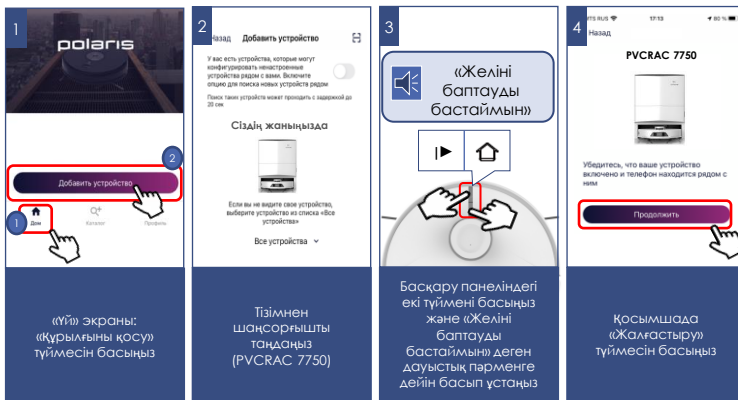 1
polaris
2
Добавить устройство
1
Дом
Каталог
Профиль
«Үй» экраны:
«Құрылғыны қосу»
түймесін басыңыз
2
Назад Добавить устройство
У вас есть устройства, которые могут
конфигурировать ненастроенные
устройства рядом с вами. Включите
опцию для поиска новых устройств рядом
Поиск таких устройств может проходить с задержкой до
20 сек
Сіздің жаныңызда
Если вы не видите свое устройство,
выберите устройство из списка «Все
устройства»
Все устройства
Тізімнен
шаңсорғышты
таңдаңыз
(PVCRAC 7750)
3
«Желіні
баптауды
бастаймын»
Басқару панеліндегі
екі түймені басыңыз
және «Желіні
баптауды
бастаймын» деген
дауыстық пәрменге
дейін басып ұстаңыз
4
MTS RUS 17:13 80 %
Назад
PVCRAC 7750
Убедитесь, что ваше устройство
включено и телефон находится рядом с
ним
Продолжить
Қосымшада
«Жалғастыру»
түймесін басыңыз